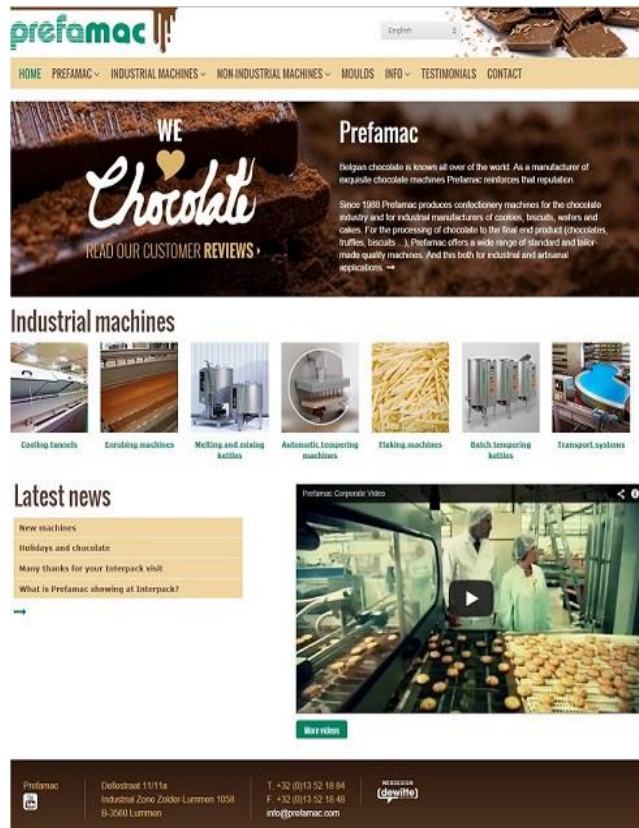 prefamac
English
HOME PREFAMAC INDUSTRIAL MACHINES NON-INDUSTRIAL MACHINES MOULDS INFO TESTIMONIALS CONTACT
WE
Chocolate
READ OUR CUSTOMER REVIEWS
Prefamac
Belgian chocolate is known all over of the world. As a manufacturer of
exquisite chocolate machines Prefamac reinforces that reputation.
Since 1988 Prefamac produces confectionery machines for the chocolate
industry and for industrial manufacturers of cookies, biscuits, wafers and
cakes. For the processing of chocolate to the final end product (chocolates,
truffles, biscuits ...), Prefamac offers a wide range of standard and tailor-
made quality machines. And this both for industrial and artisanal
applications. →
Industrial machines
Cooling tunnels
Enrobing machines
Melting and mixing
kettles
Automatic tempering
machines
Flaking machines
Batch tempering
kettles
Transport systems
Latest news
New machines
Holidays and chocolate
Many thanks for your Interpack visit
What is Prefamac showing at Interpack?
Prefamac Corporate Video
More videos
Prefamac
Dellestraat 11/11a
Industrial Zone Zolder-Lummen 1058
B-3560 Lummen
T. +32 (0)13 52 18 84
F. +32 (0)13 52 18 48
info@prefamac.com
WEBDESIGN
(dewitte)